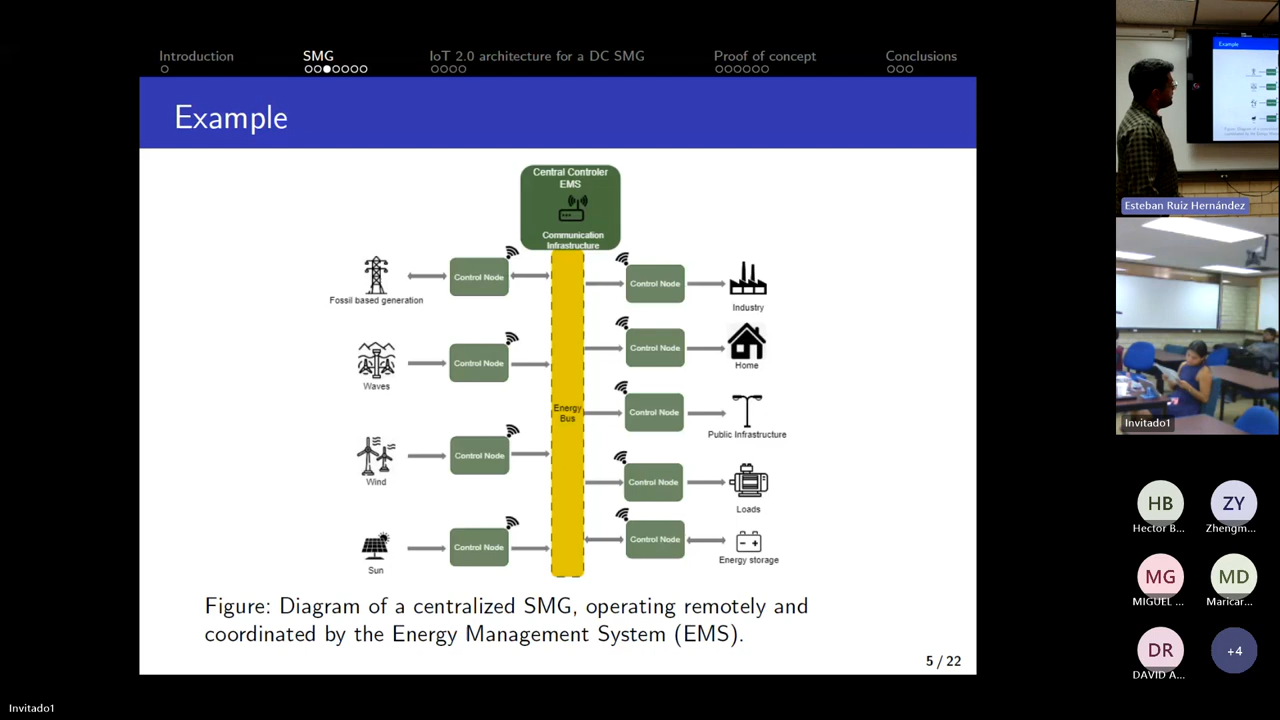 Introduction
SMG
IoT 2.0 architecture for a DC SMG
Proof of concept
Conclusions
Example
Central Controler
EMS
Communication
Infrastructure
Control Node
Fossil based generation
Control Node
Industry
Control Node
Waves
Control Node
Home
Energy
Bus
Control Node
Public Infrastructure
Control Node
Wind
Control Node
Loads
Control Node
Sun
Control Node
Energy storage
Figure: Diagram of a centralized SMG, operating remotely and
coordinated by the Energy Management System (EMS).
5 / 22
Example
Esteban Ruiz Hernández
Invitado1
HB
Hector B...
ZY
Zhengm...
MG
MIGUEL ...
MD
Maricar...
DR
DAVID A...
+4
Invitado1